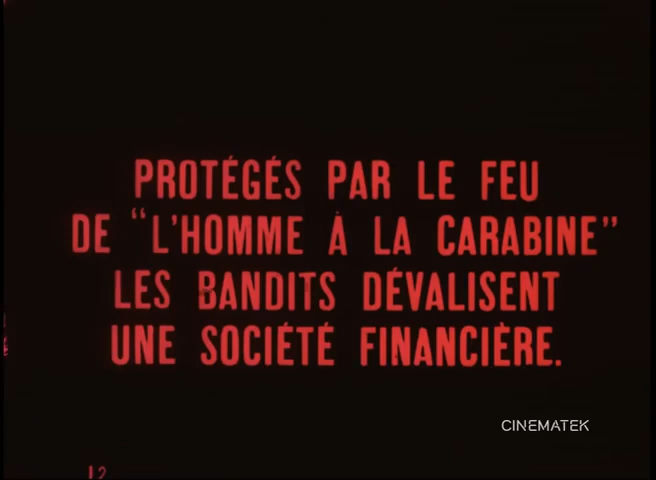 PROTÉGÉS PAR LE FEU
DE “L'HOMME À LA CARABINE”
LES BANDITS DÉVALISENT
UNE SOCIÉTÉ FINANCIÈRE.
CINEMATEK
12